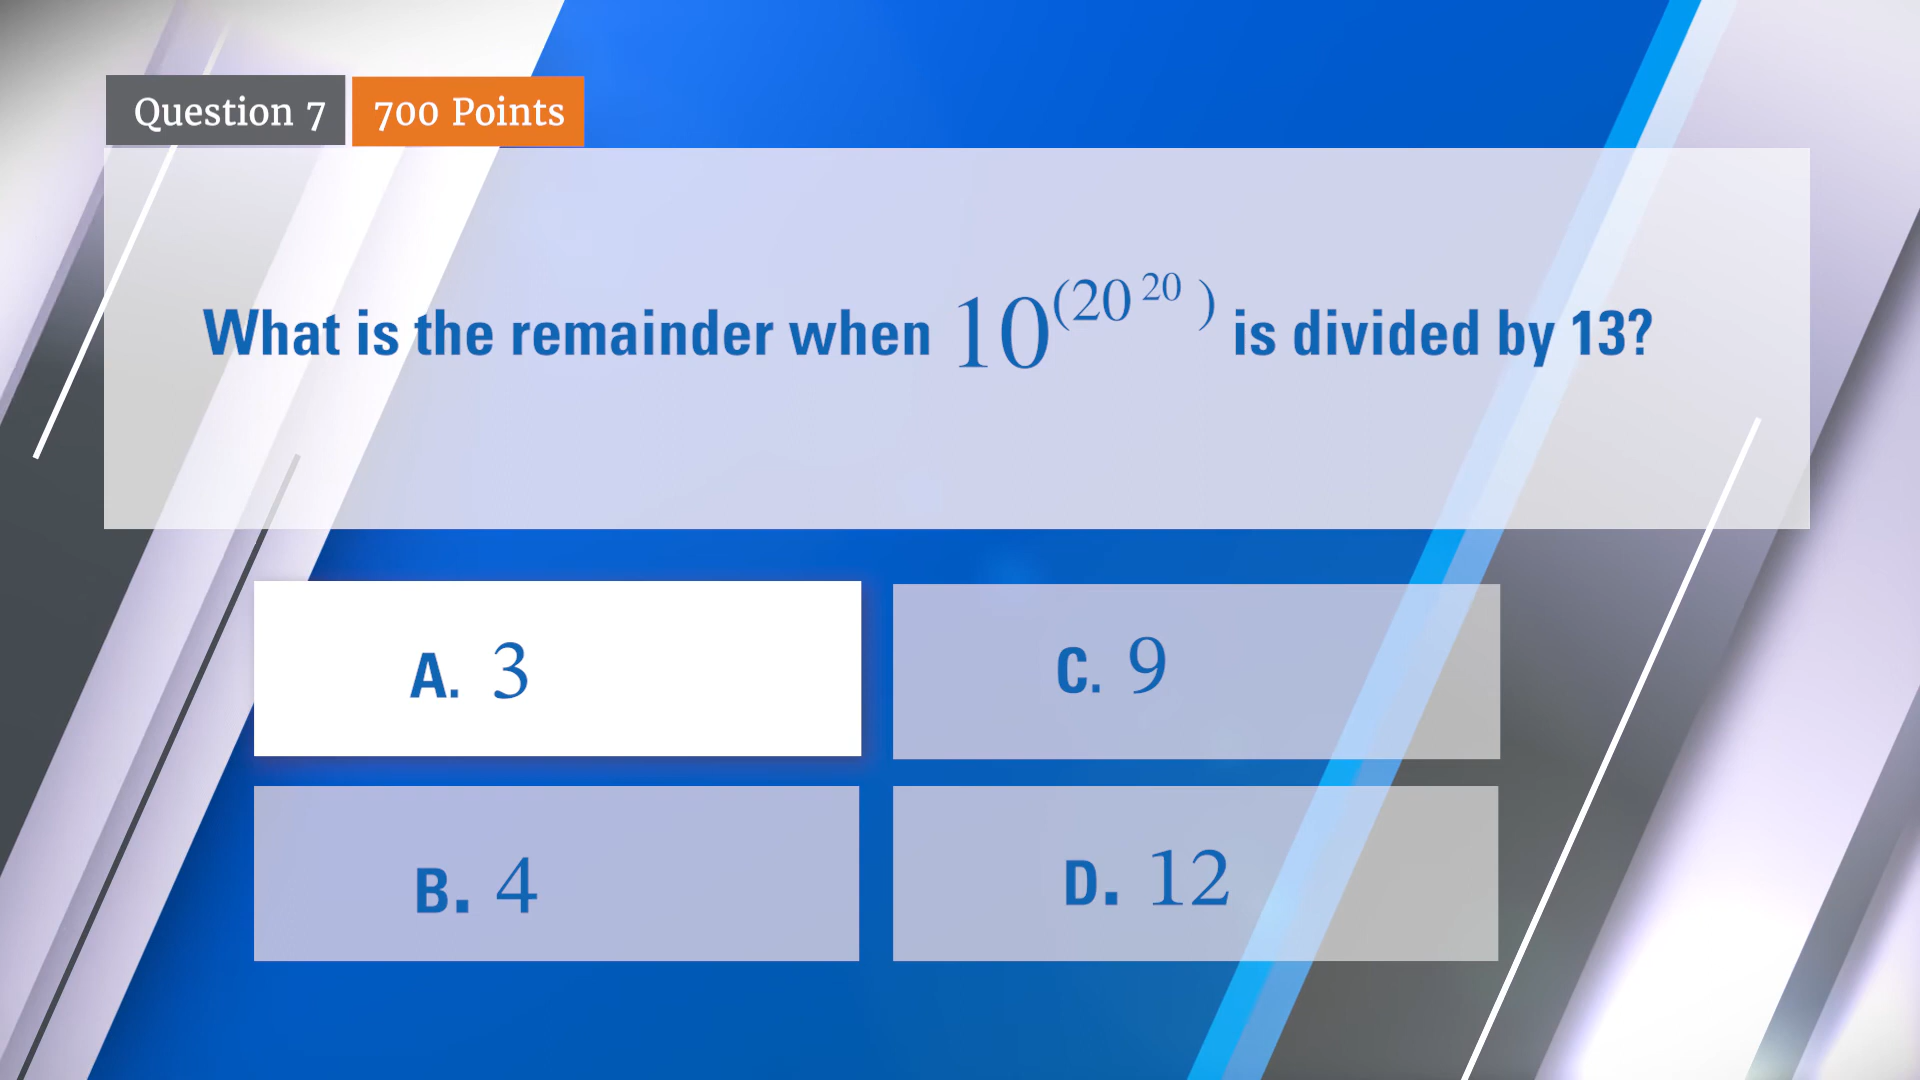 Question 7
700 Points
What is the remainder when 10^(20^20) is divided by 13?
A. 3
C. 9
B. 4
D. 12